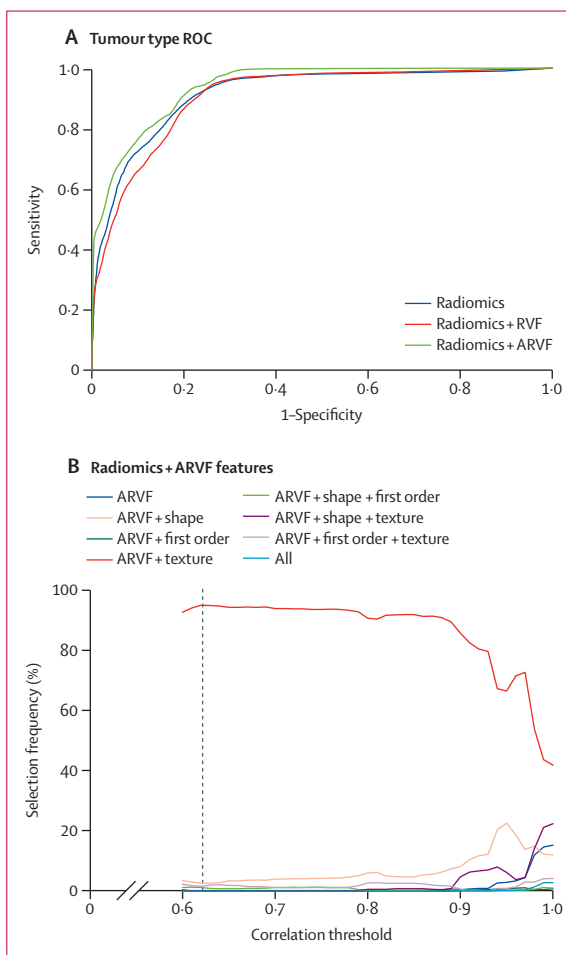 A Tumour type ROC
1·0
0·8
0·6
0·4
0·2
0
Sensitivity
Radiomics
Radiomics + RVF
Radiomics + ARVF
0 0·2 0·4 0·6 0·8 1·0
1–Specificity
B Radiomics + ARVF features
ARVF ARVF + shape + first order
ARVF + shape ARVF + shape + texture
ARVF + first order ARVF + first order + texture
ARVF + texture All
100
80
60
40
20
0
Selection frequency (%)
0 0·6 0·7 0·8 0·9 1·0
Correlation threshold